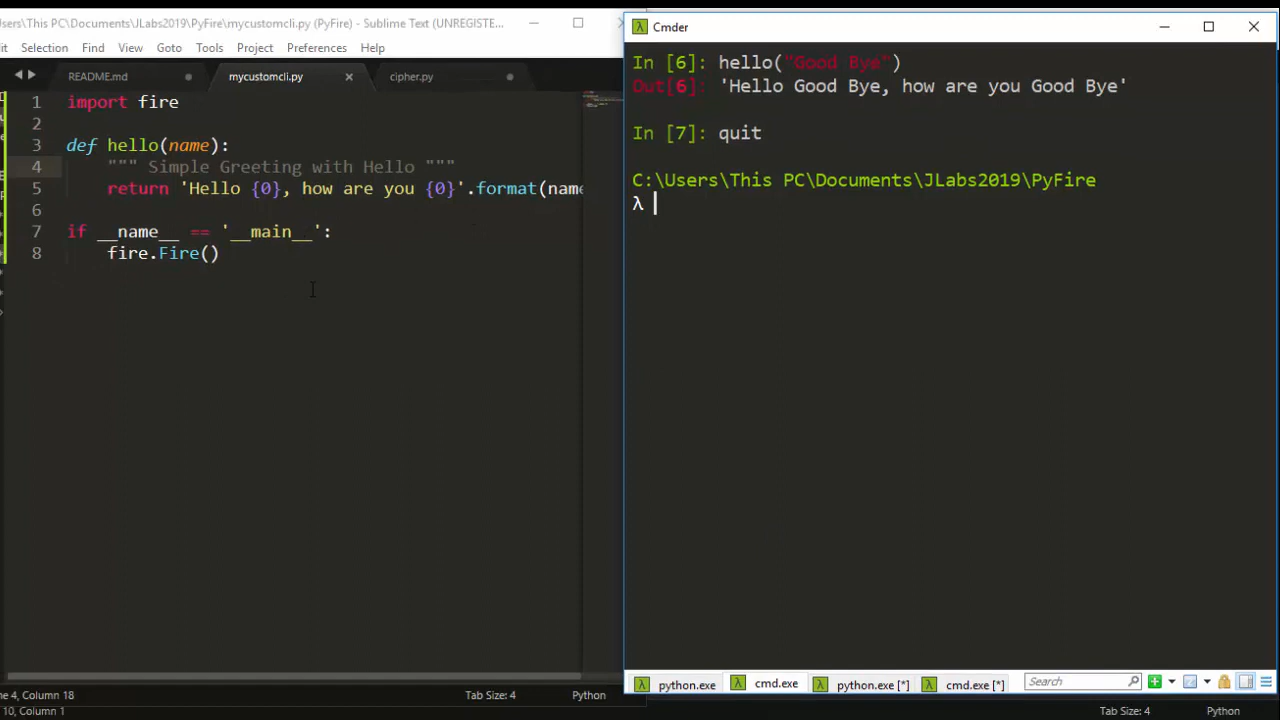 sers\This PC\Documents\JLabs2019\PyFire\mycustomcli.py (PyFire) - Sublime Text (UNREGISTE...
it Selection Find View Goto Tools Project Preferences Help
README.md mycustomcli.py cipher.py
1 import fire
2
3 def hello(name):
4 """ Simple Greeting with Hello """
5 return 'Hello {0}, how are you {0}'.format(name
6
7 if __name__ == '__main__':
8 fire.Fire()
ne 4, Column 18 Tab Size: 4 Python
10, Column 1
Cmder
In [6]: hello("Good Bye")
Out[6]: 'Hello Good Bye, how are you Good Bye'
In [7]: quit
C:\Users\This PC\Documents\JLabs2019\PyFire
λ
python.exe cmd.exe python.exe [*] cmd.exe [*] Search
Tab Size: 4 Python